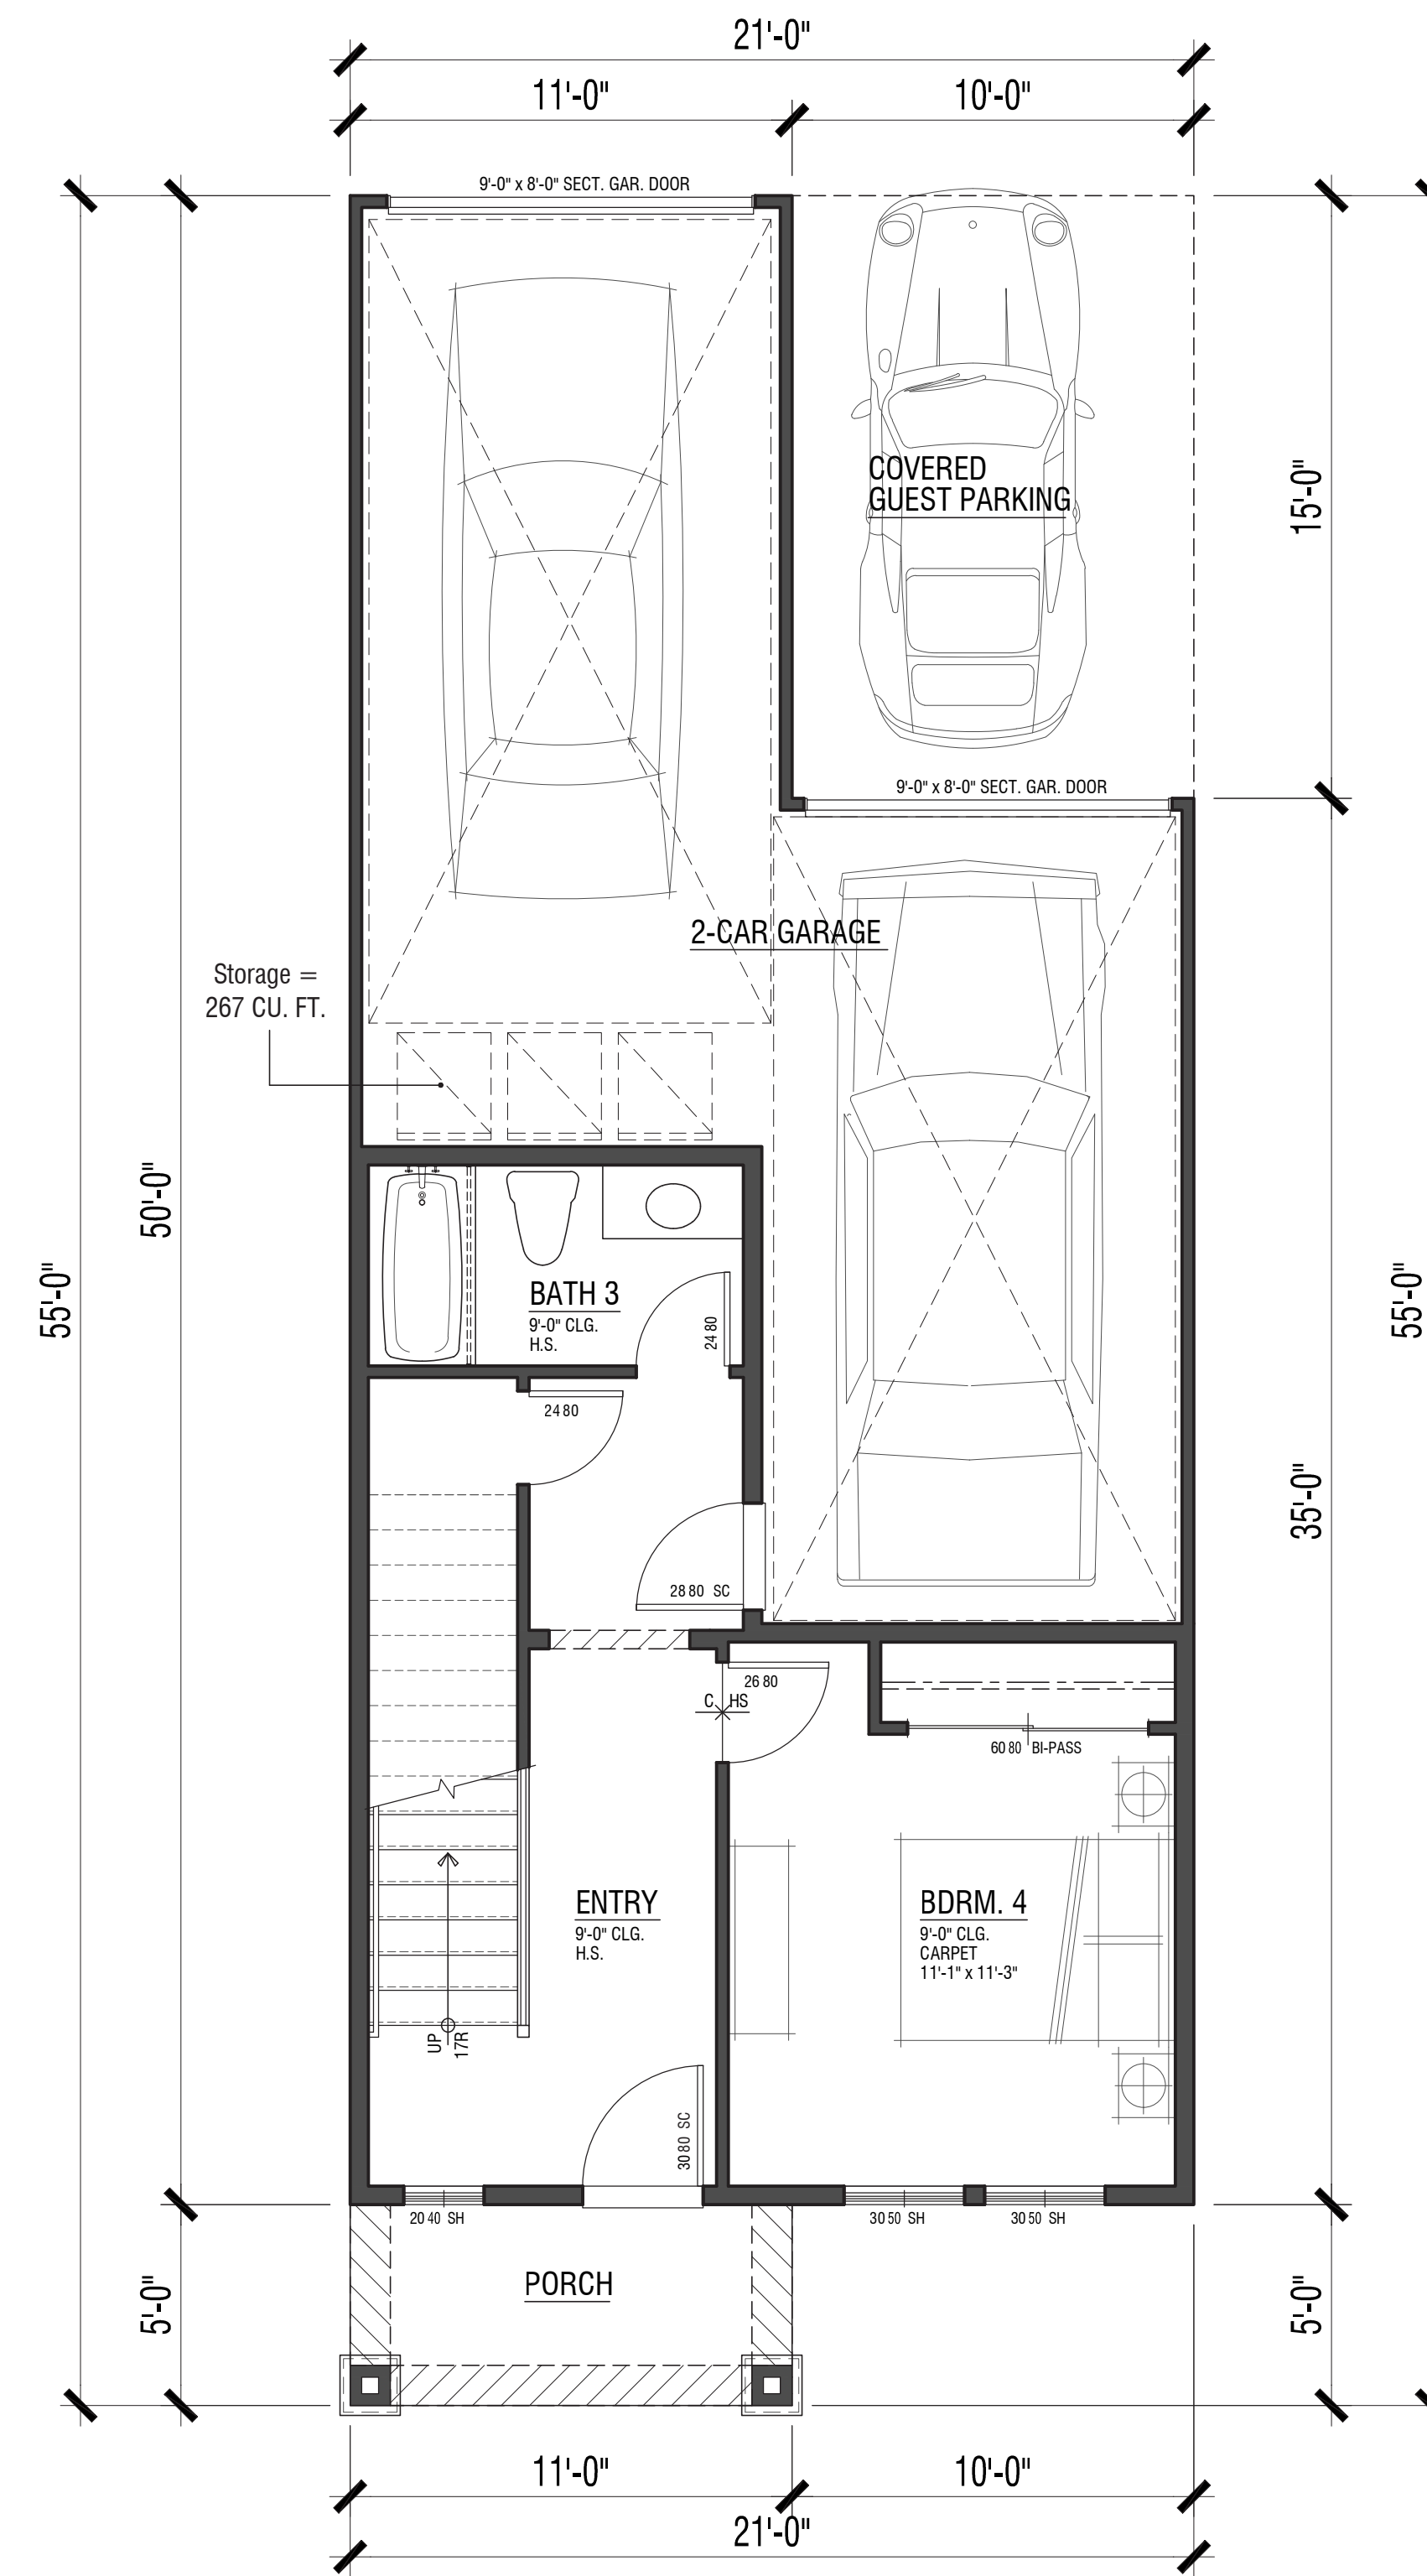 21'-0"
11'-0"
10'-0"
9'-0" x 8'-0" SECT. GAR. DOOR
COVERED
GUEST PARKING
15'-0"
9'-0" x 8'-0" SECT. GAR. DOOR
2-CAR GARAGE
Storage =
267 CU. FT.
50'-0"
55'-0"
55'-0"
BATH 3
9'-0" CLG.
H.S.
24 80
24 80
35'-0"
28 80 SC
26 80
C HS
60 80 BI-PASS
ENTRY
9'-0" CLG.
H.S.
BDRM. 4
9'-0" CLG.
CARPET
11'-1" x 11'-3"
UP
17R
30 80 SC
20 40 SH
30 50 SH
30 50 SH
PORCH
5'-0"
5'-0"
11'-0"
10'-0"
21'-0"